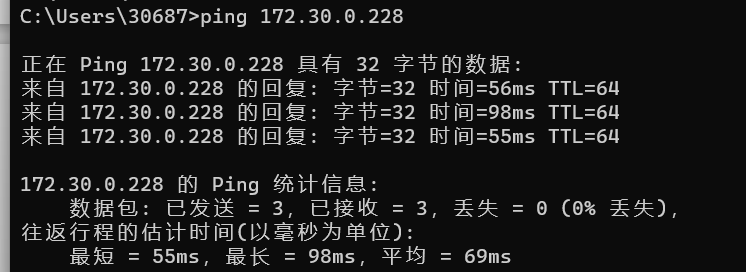 C:\Users\30687>ping 172.30.0.228
正在 Ping 172.30.0.228 具有 32 字节的数据:
来自 172.30.0.228 的回复: 字节=32 时间=56ms TTL=64
来自 172.30.0.228 的回复: 字节=32 时间=98ms TTL=64
来自 172.30.0.228 的回复: 字节=32 时间=55ms TTL=64
172.30.0.228 的 Ping 统计信息:
数据包: 已发送 = 3, 已接收 = 3, 丢失 = 0 (0% 丢失),
往返行程的估计时间(以毫秒为单位):
最短 = 55ms, 最长 = 98ms, 平均 = 69ms